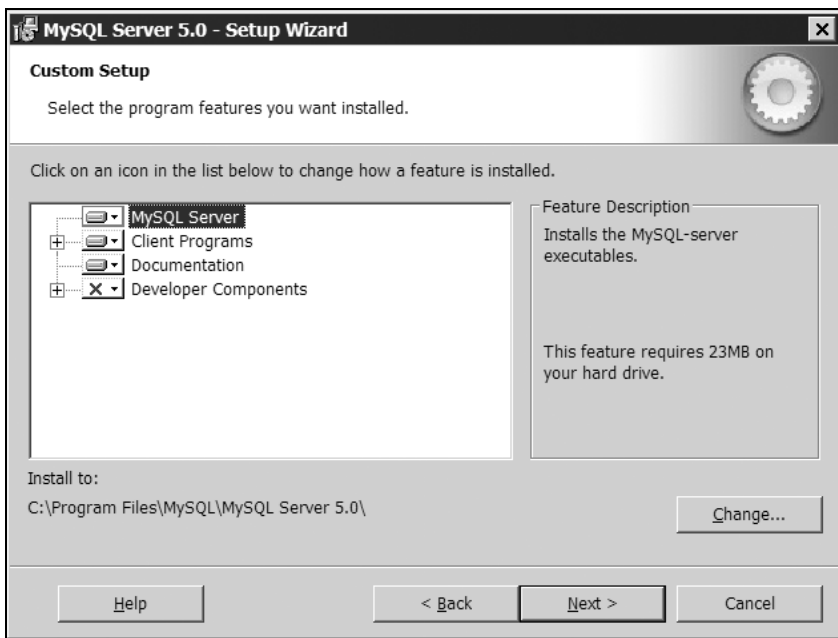 MySQL Server 5.0 - Setup Wizard
Custom Setup
Select the program features you want installed.
Click on an icon in the list below to change how a feature is installed.
MySQL Server
Client Programs
Documentation
Developer Components
Feature Description
Installs the MySQL-server
executables.
This feature requires 23MB on
your hard drive.
Install to:
C:\Program Files\MySQL\MySQL Server 5.0\
Change...
Help
< Back
Next >
Cancel